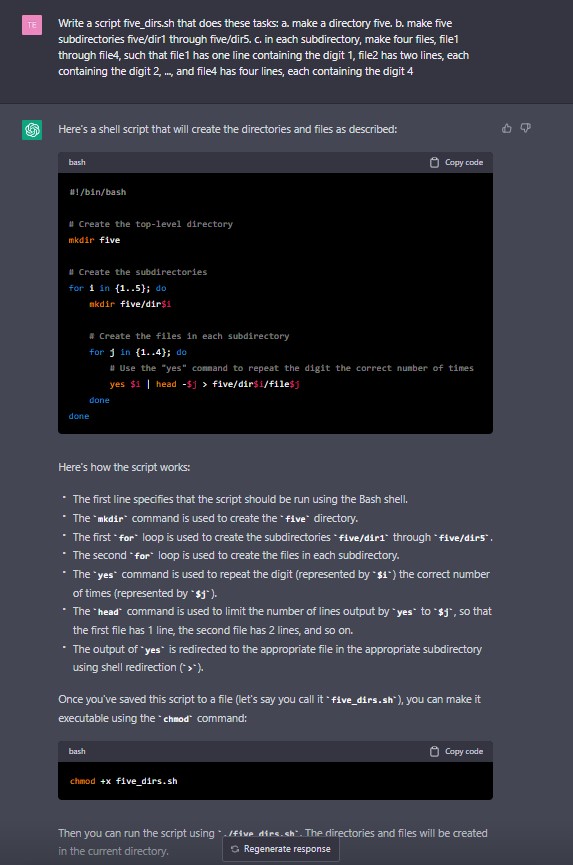 TE
Write a script five_dirs.sh that does these tasks: a. make a directory five. b. make five
subdirectories five/dir1 through five/dir5. c. in each subdirectory, make four files, file1
through file4, such that file1 has one line containing the digit 1, file2 has two lines, each
containing the digit 2, ..., and file4 has four lines, each containing the digit 4
Here's a shell script that will create the directories and files as described:
bash
Copy code
#!/bin/bash
# Create the top-level directory
mkdir five
# Create the subdirectories
for i in {1..5}; do
    mkdir five/dir$i
    # Create the files in each subdirectory
    for j in {1..4}; do
        # Use the "yes" command to repeat the digit the correct number of times
        yes $i | head -$j > five/dir$i/file$j
    done
done
Here's how the script works:
• The first line specifies that the script should be run using the Bash shell.
• The `mkdir` command is used to create the `five` directory.
• The first `for` loop is used to create the subdirectories `five/dir1` through `five/dir5`.
• The second `for` loop is used to create the files in each subdirectory.
• The `yes` command is used to repeat the digit (represented by `$i`) the correct number
of times (represented by `$j`).
• The `head` command is used to limit the number of lines output by `yes` to `$j`, so that
the first file has 1 line, the second file has 2 lines, and so on.
• The output of `yes` is redirected to the appropriate file in the appropriate subdirectory
using shell redirection (`>`).
Once you've saved this script to a file (let's say you call it `five_dirs.sh`), you can make it
executable using the `chmod` command:
bash
Copy code
chmod +x five_dirs.sh
Then you can run the script using `./five_dirs.sh`. The directories and files will be created
in the current directory.
Regenerate response